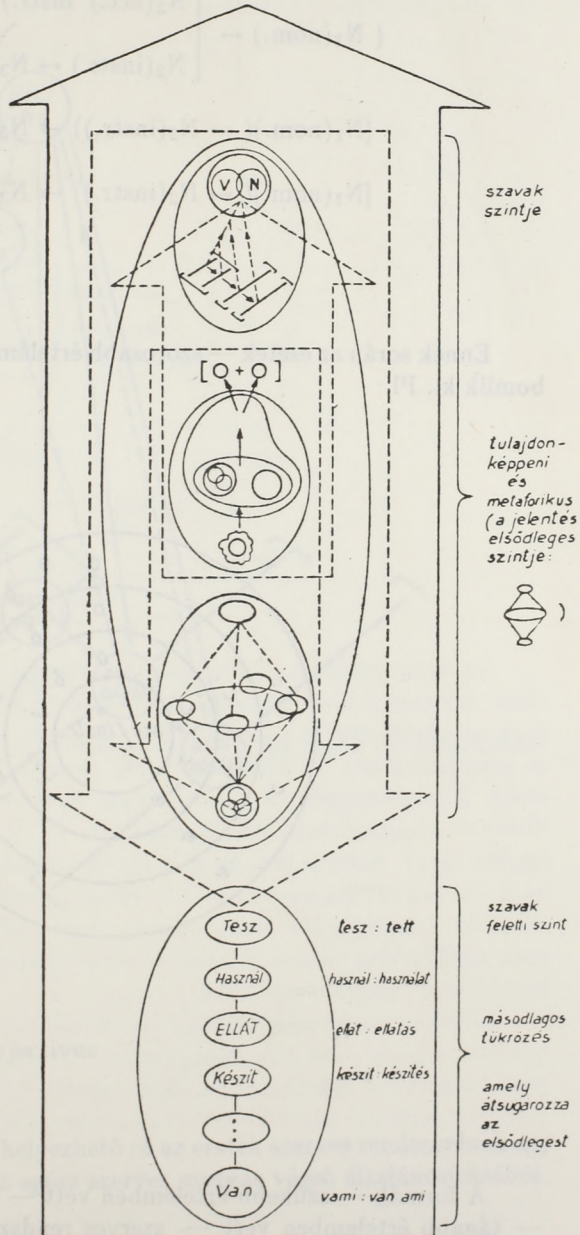 V N
szavak
szintje
[ + ]
tulajdon-
képpeni
és
metaforikus
(a jelentés
elsődleges
szintje:
)
Tesz
tesz : tett
szavak
feletti szint
Használ
használ : használat
ELLÁT
ellát : ellátás
másodlagos
tükrözés
Készít
készít : készítés
amely
átsugarozza
az
elsődlegest
Van
vami : van ami